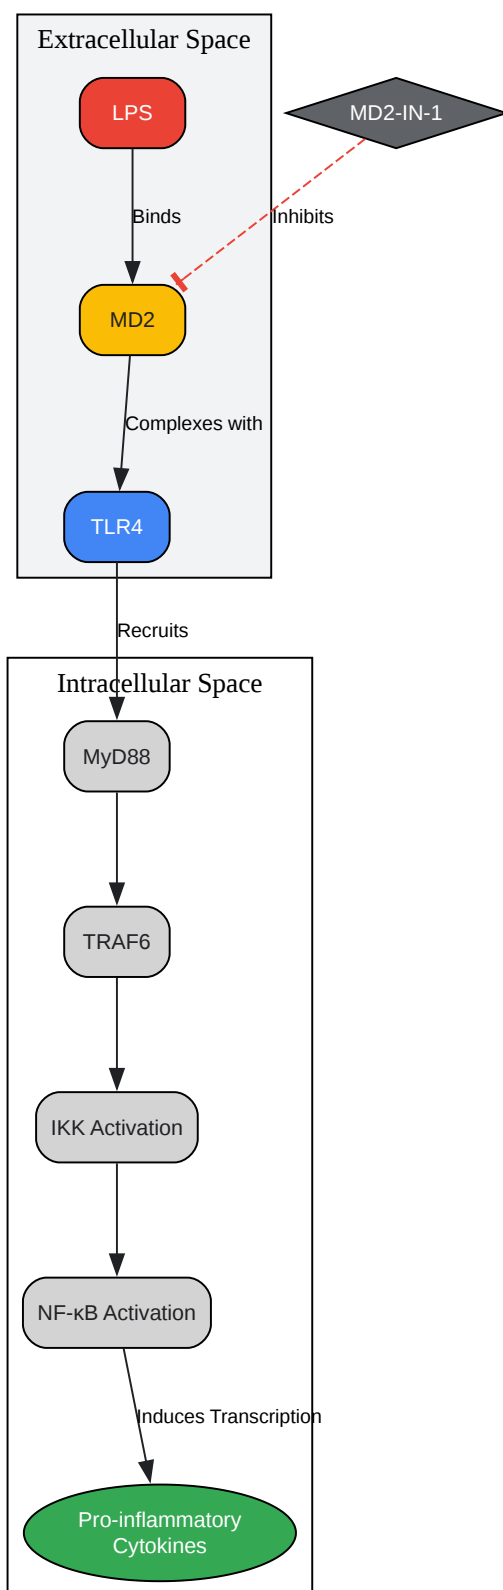 Extracellular Space
LPS
MD2-IN-1
Binds
Inhibits
MD2
Complexes with
TLR4
Recruits
Intracellular Space
MyD88
TRAF6
IKK Activation
NF-κB Activation
Induces Transcription
Pro-inflammatory
Cytokines